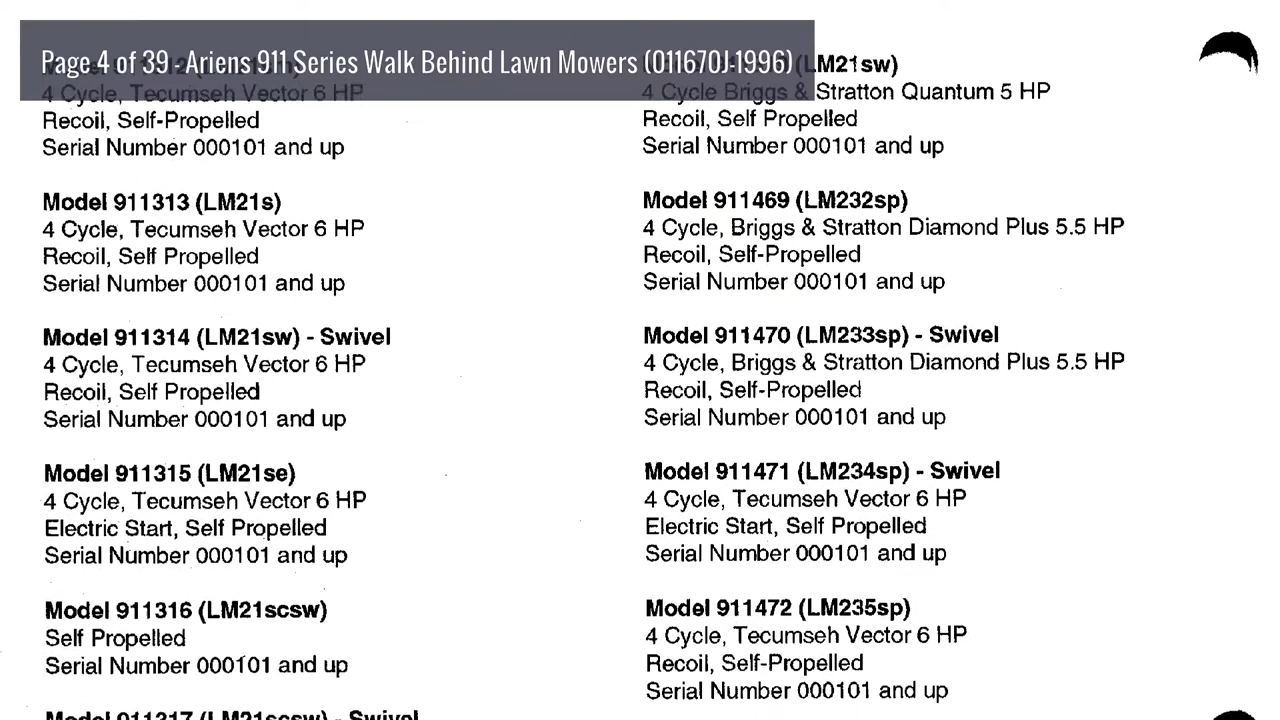 Page 4 of 39 - Ariens 911 Series Walk Behind Lawn Mowers (011670J-1996)
4 Cycle, Tecumseh Vector 6 HP
Recoil, Self-Propelled
Serial Number 000101 and up
Model 911313 (LM21s)
4 Cycle, Tecumseh Vector 6 HP
Recoil, Self Propelled
Serial Number 000101 and up
Model 911314 (LM21sw) - Swivel
4 Cycle, Tecumseh Vector 6 HP
Recoil, Self Propelled
Serial Number 000101 and up
Model 911315 (LM21se)
4 Cycle, Tecumseh Vector 6 HP
Electric Start, Self Propelled
Serial Number 000101 and up
Model 911316 (LM21scsw)
Self Propelled
Serial Number 000101 and up
Model 911317 (LM21scsw) - Swivel
(LM21sw)
4 Cycle Briggs & Stratton Quantum 5 HP
Recoil, Self Propelled
Serial Number 000101 and up
Model 911469 (LM232sp)
4 Cycle, Briggs & Stratton Diamond Plus 5.5 HP
Recoil, Self-Propelled
Serial Number 000101 and up
Model 911470 (LM233sp) - Swivel
4 Cycle, Briggs & Stratton Diamond Plus 5.5 HP
Recoil, Self-Propelled
Serial Number 000101 and up
Model 911471 (LM234sp) - Swivel
4 Cycle, Tecumseh Vector 6 HP
Electric Start, Self Propelled
Serial Number 000101 and up
Model 911472 (LM235sp)
4 Cycle, Tecumseh Vector 6 HP
Recoil, Self-Propelled
Serial Number 000101 and up